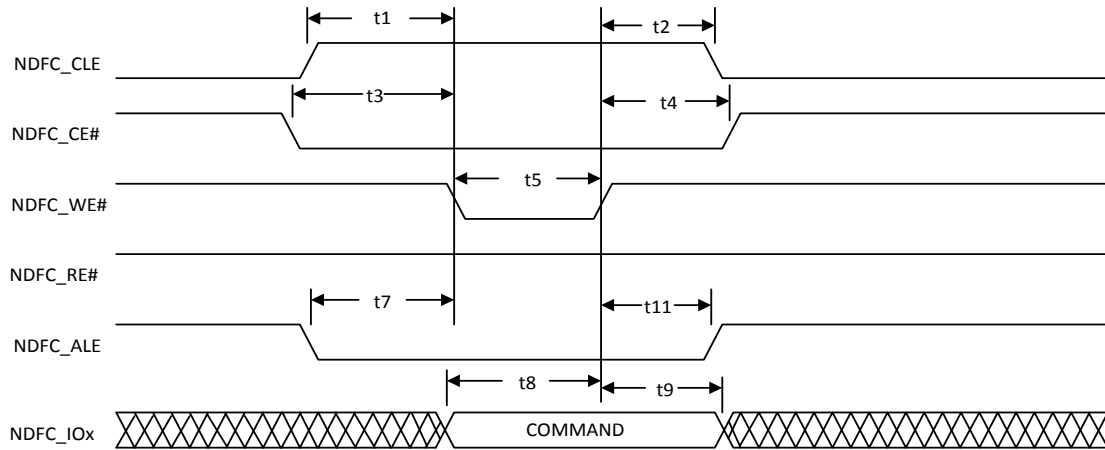 t1
t2
NDFC_CLE
t3
t4
NDFC_CE#
t5
NDFC_WE#
NDFC_RE#
t7
t11
NDFC_ALE
t8
t9
NDFC_IOx
COMMAND